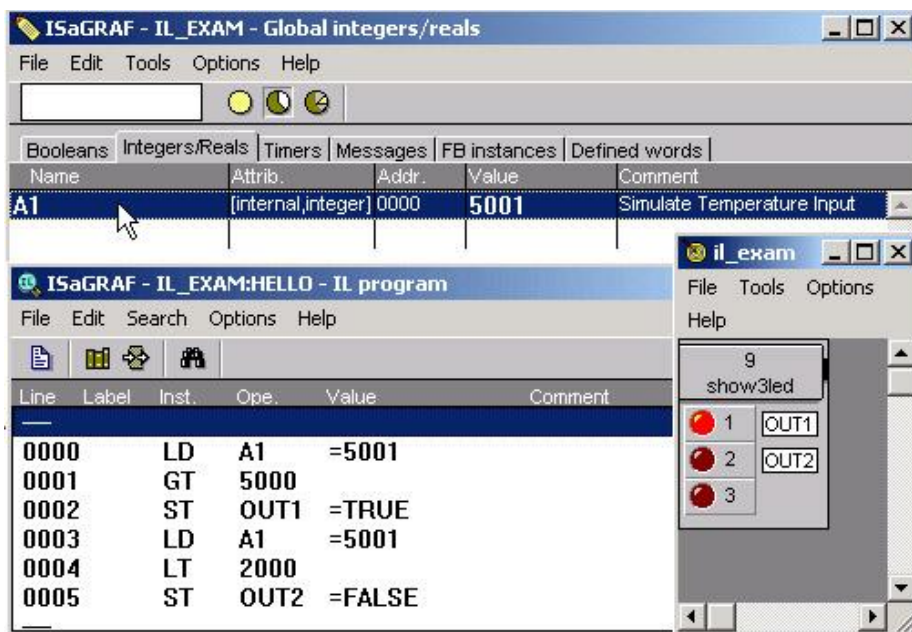 ISaGRAF - IL_EXAM - Global integers/reals
File Edit Tools Options Help
Booleans Integers/Reals Timers Messages FB instances Defined words
Name Attrib. Addr. Value Comment
A1 [internal,integer] 0000 5001 Simulate Temperature Input
ISaGRAF - IL_EXAM:HELLO - IL program
File Edit Search Options Help
Line Label Inst. Ope. Value Comment
0000 LD A1 =5001
0001 GT 5000
0002 ST OUT1 =TRUE
0003 LD A1 =5001
0004 LT 2000
0005 ST OUT2 =FALSE
il_exam
File Tools Options
Help
9
show3led
1 OUT1
2 OUT2
3